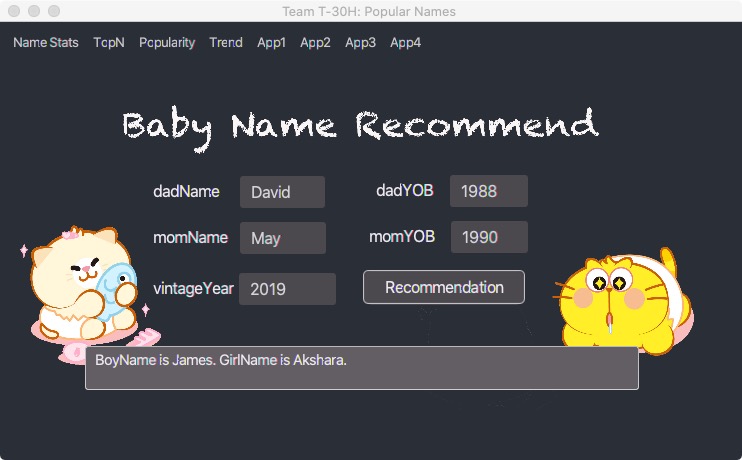 Team T-30H: Popular Names
Name Stats TopN Popularity Trend App1 App2 App3 App4
Baby Name Recommend
dadName David dadYOB 1988
momName May momYOB 1990
vintageYear 2019 Recommendation
BoyName is James. GirlName is Akshara.